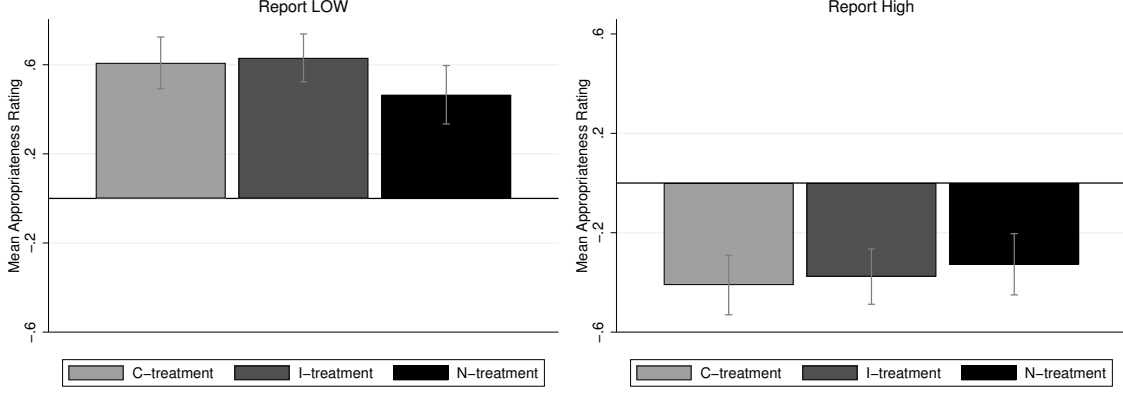 Report LOW
Mean Appropriateness Rating
.6
.2
−.2
−.6
C−treatment I−treatment N−treatment
Report High
Mean Appropriateness Rating
.6
.2
−.2
−.6
C−treatment I−treatment N−treatment